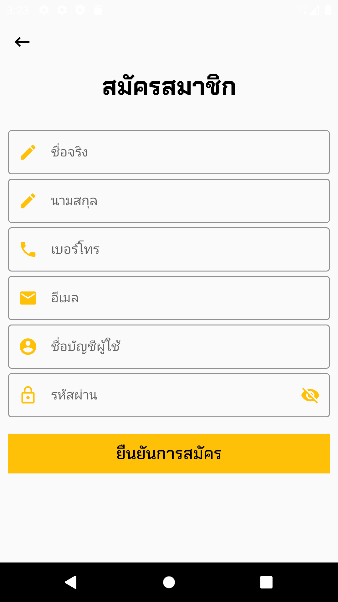 สมัครสมาชิก
ชื่อจริง
นามสกุล
เบอร์โทร
อีเมล
ชื่อบัญชีผู้ใช้
รหัสผ่าน
ยืนยันการสมัคร